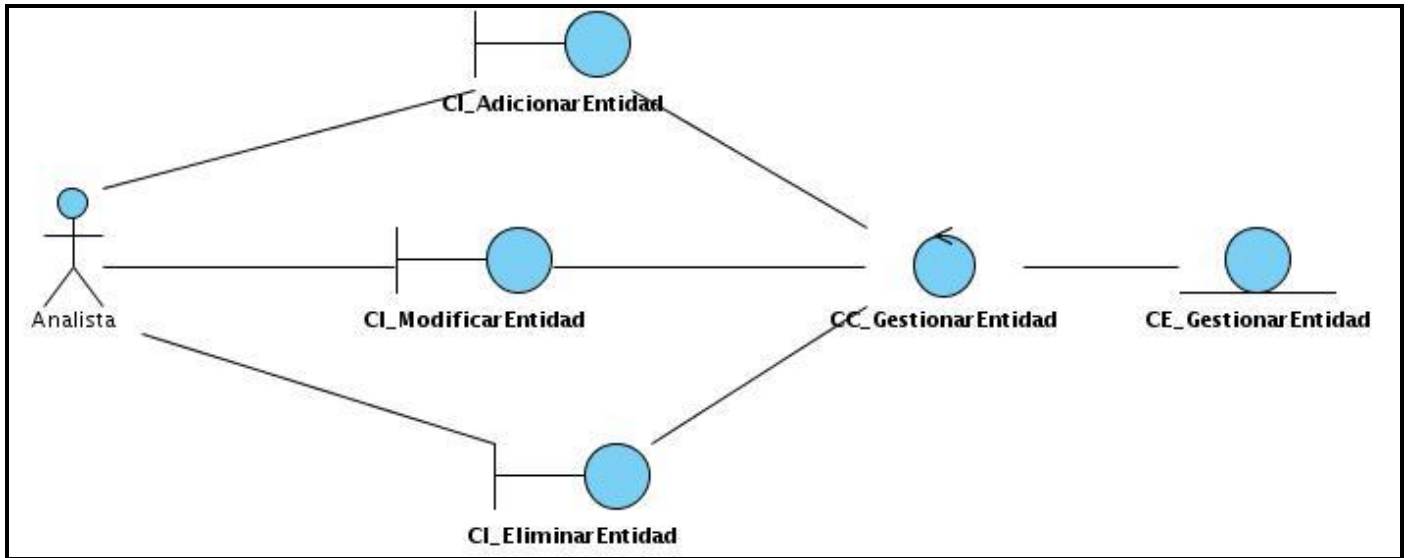 CI_AdicionarEntidad
Analista
CI_ModificarEntidad
CC_GestionarEntidad
CE_GestionarEntidad
CI_EliminarEntidad